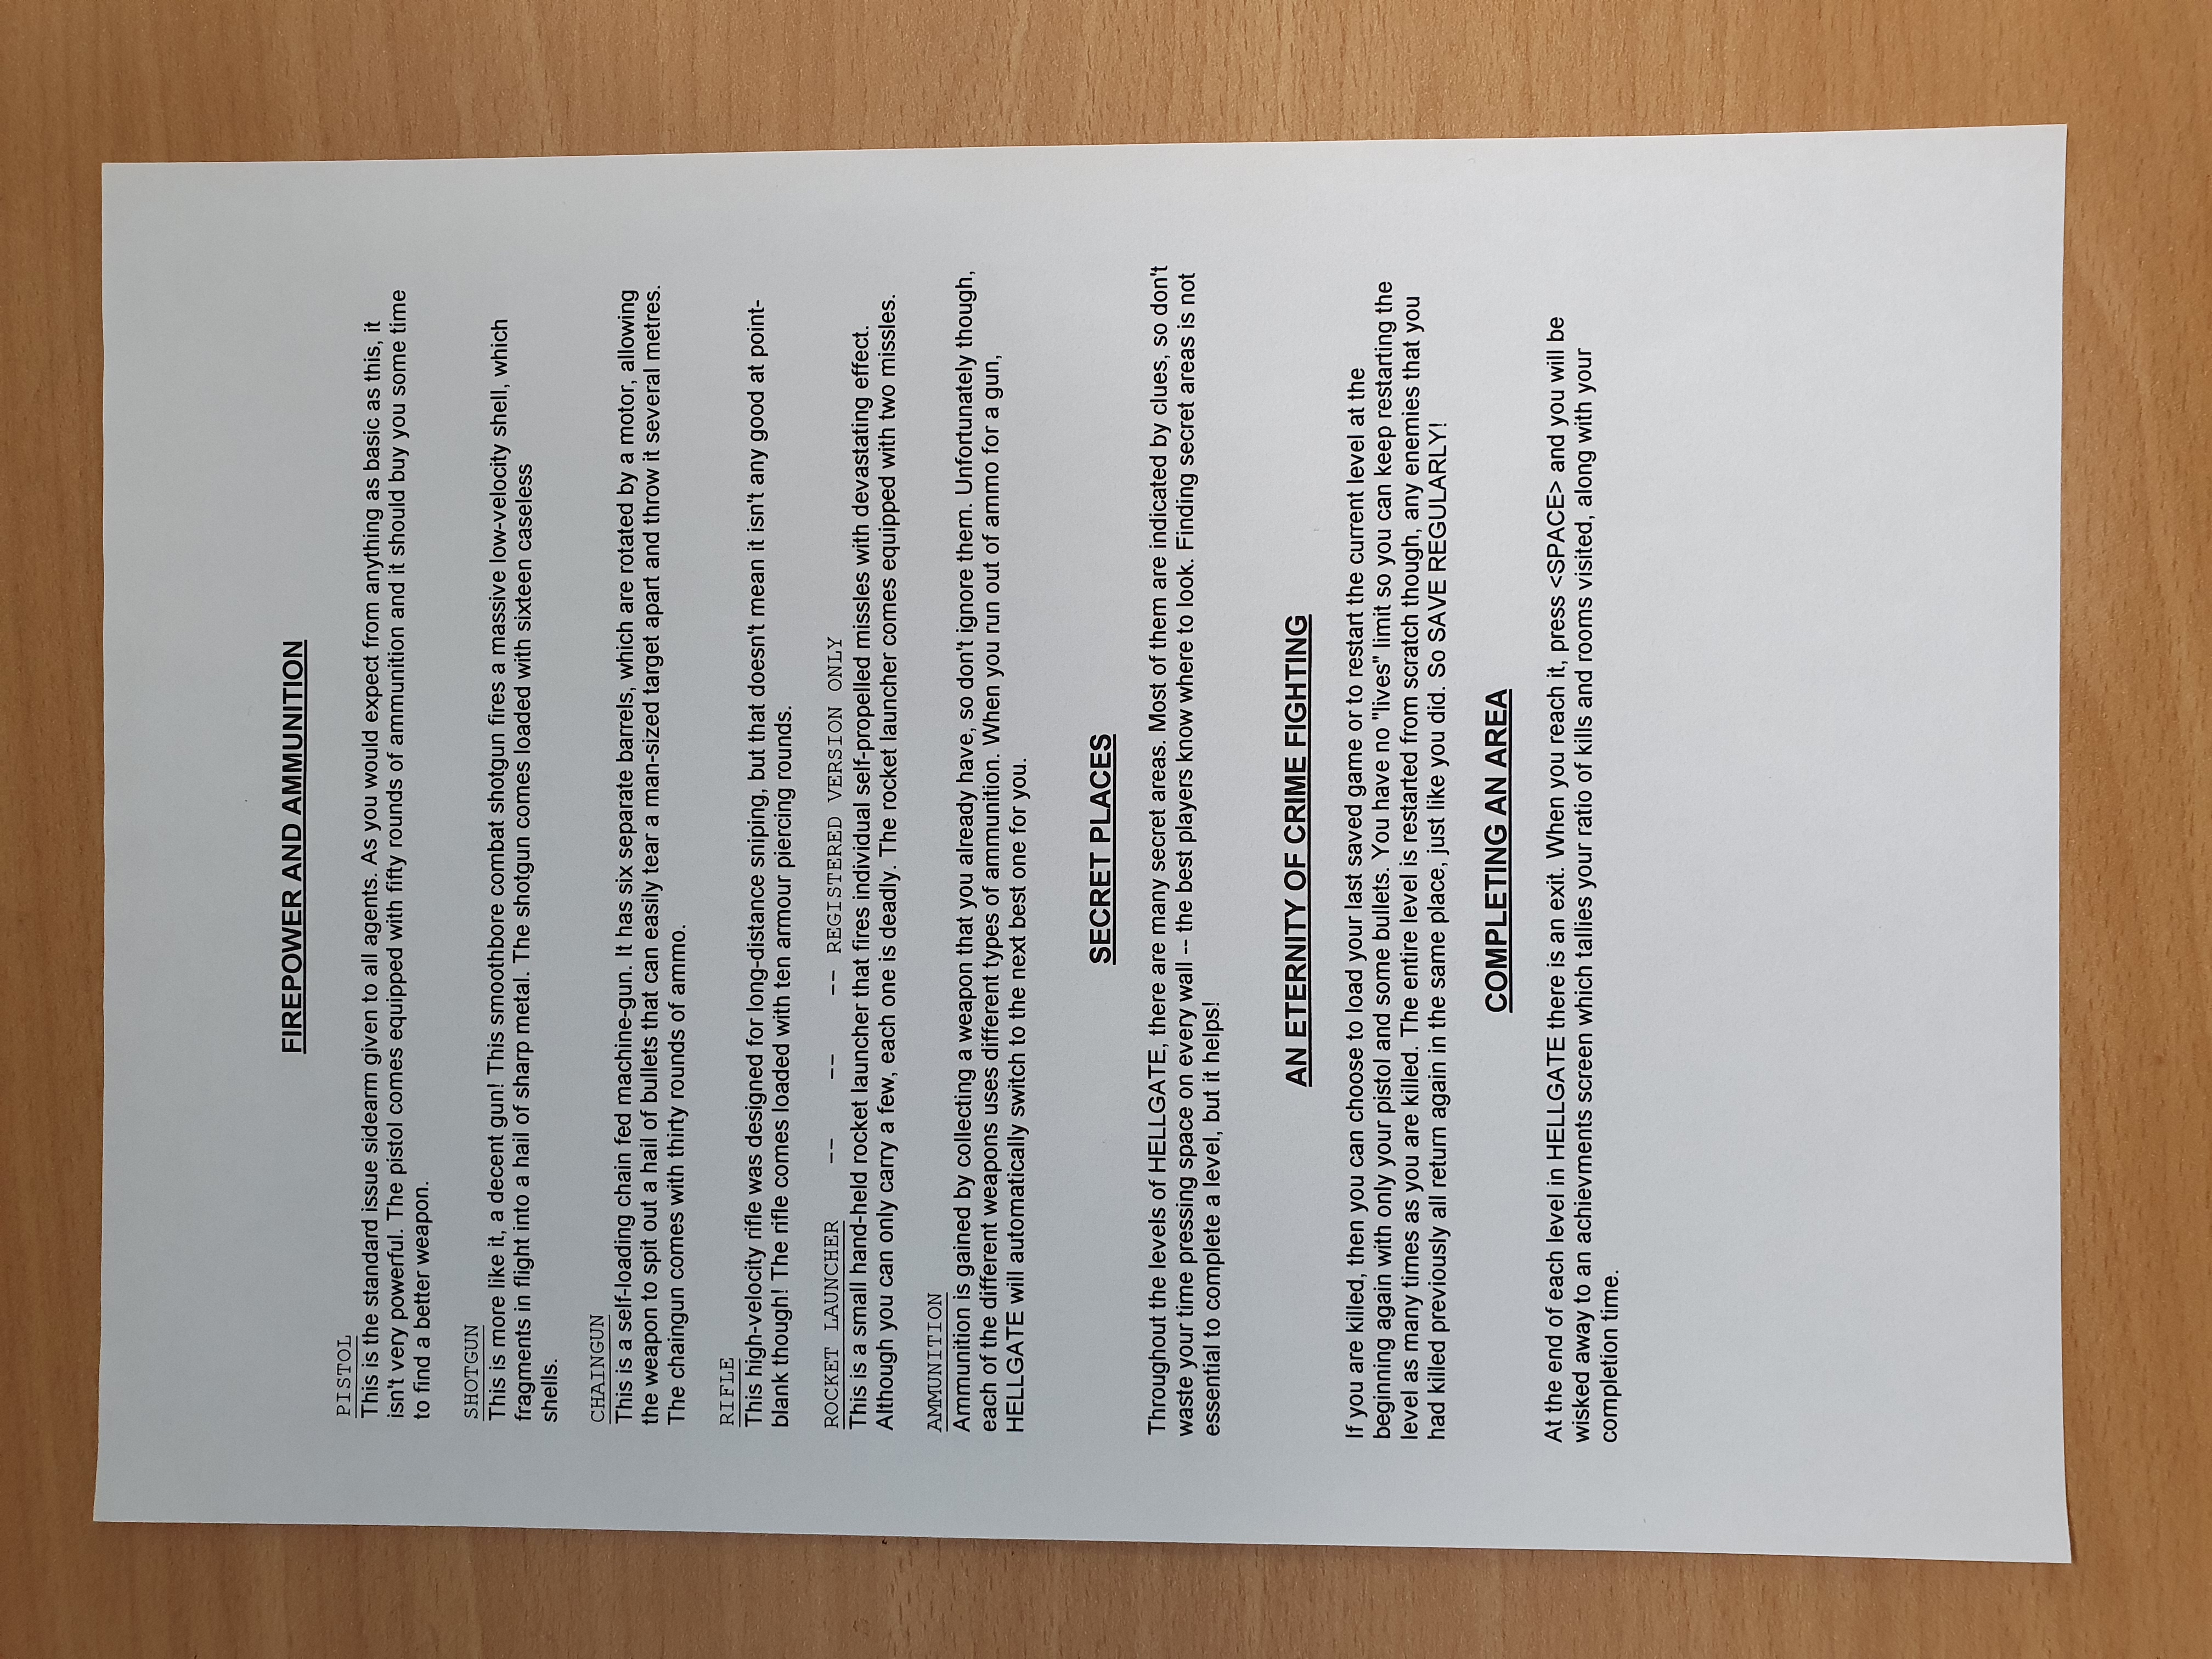 FIREPOWER AND AMMUNITION
PISTOL
This is the standard issue sidearm given to all agents. As you would expect from anything as basic as this, it
isn't very powerful. The pistol comes equipped with fifty rounds of ammunition and it should buy you some time
to find a better weapon.
SHOTGUN
This is more like it, a decent gun! This smoothbore combat shotgun fires a massive low-velocity shell, which
fragments in flight into a hail of sharp metal. The shotgun comes loaded with sixteen caseless
shells.
CHAINGUN
This is a self-loading chain fed machine-gun. It has six separate barrels, which are rotated by a motor, allowing
the weapon to spit out a hail of bullets that can easily tear a man-sized target apart and throw it several metres.
The chaingun comes with thirty rounds of ammo.
RIFLE
This high-velocity rifle was designed for long-distance sniping, but that doesn't mean it isn't any good at point-
blank though! The rifle comes loaded with ten armour piercing rounds.
ROCKET LAUNCHER -- -- -- REGISTERED VERSION ONLY
This is a small hand-held rocket launcher that fires individual self-propelled missles with devastating effect.
Although you can only carry a few, each one is deadly. The rocket launcher comes equipped with two missles.
AMMUNITION
Ammunition is gained by collecting a weapon that you already have, so don't ignore them. Unfortunately though,
each of the different weapons uses different types of ammunition. When you run out of ammo for a gun,
HELLGATE will automatically switch to the next best one for you.
SECRET PLACES
Throughout the levels of HELLGATE, there are many secret areas. Most of them are indicated by clues, so don't
waste your time pressing space on every wall -- the best players know where to look. Finding secret areas is not
essential to complete a level, but it helps!
AN ETERNITY OF CRIME FIGHTING
If you are killed, then you can choose to load your last saved game or to restart the current level at the
beginning again with only your pistol and some bullets. You have no "lives" limit so you can keep restarting the
level as many times as you are killed. The entire level is restarted from scratch though, any enemies that you
had killed previously all return again in the same place, just like you did. So SAVE REGULARLY!
COMPLETING AN AREA
At the end of each level in HELLGATE there is an exit. When you reach it, press <SPACE> and you will be
wisked away to an achievments screen which tallies your ratio of kills and rooms visited, along with your
completion time.